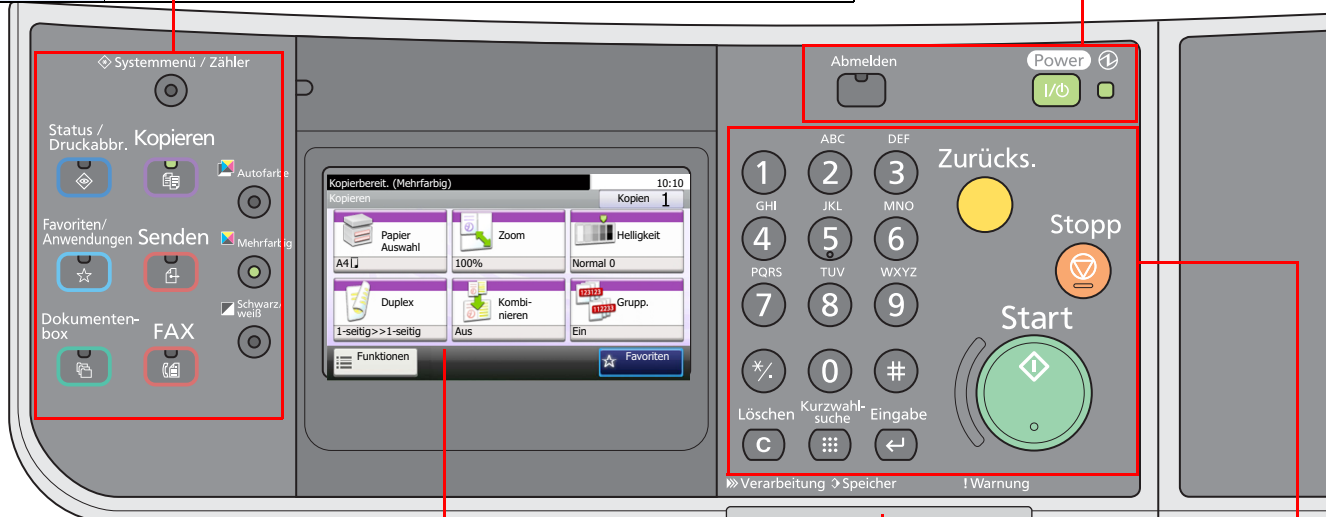 Systemmenü / Zähler
Status /
Druckabbr.
Kopieren
Autofarbe
Favoriten/
Anwendungen
Senden
Mehrfarbig
Dokumenten-
box
FAX
Schwarz/
weiß
Kopierbereit. (Mehrfarbig)
10:10
Kopieren
Kopien 1
Papier
Auswahl
A4
Zoom
100%
Helligkeit
Normal 0
Duplex
1-seitig>>1-seitig
Kombi-
nieren
Aus
123123
112233
Grupp.
Ein
Funktionen
Favoriten
Abmelden
Power
ABC DEF
1 2 3
GHI JKL MNO
4 5 6
PQRS TUV WXYZ
7 8 9
*/. 0 #
Löschen
Kurzwahl-
suche
Eingabe
C
Zurücks.
Stopp
Start
Verarbeitung Speicher ! Warnung